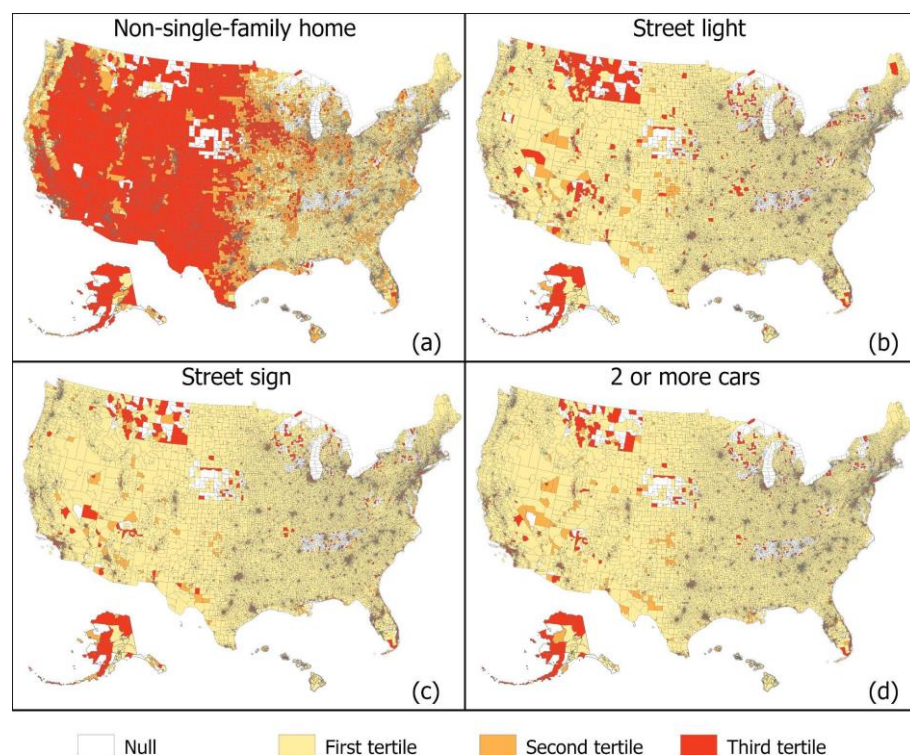 Non-single-family home
Street light
(a)
(b)
Street sign
2 or more cars
(c)
(d)
Null
First tertile
Second tertile
Third tertile